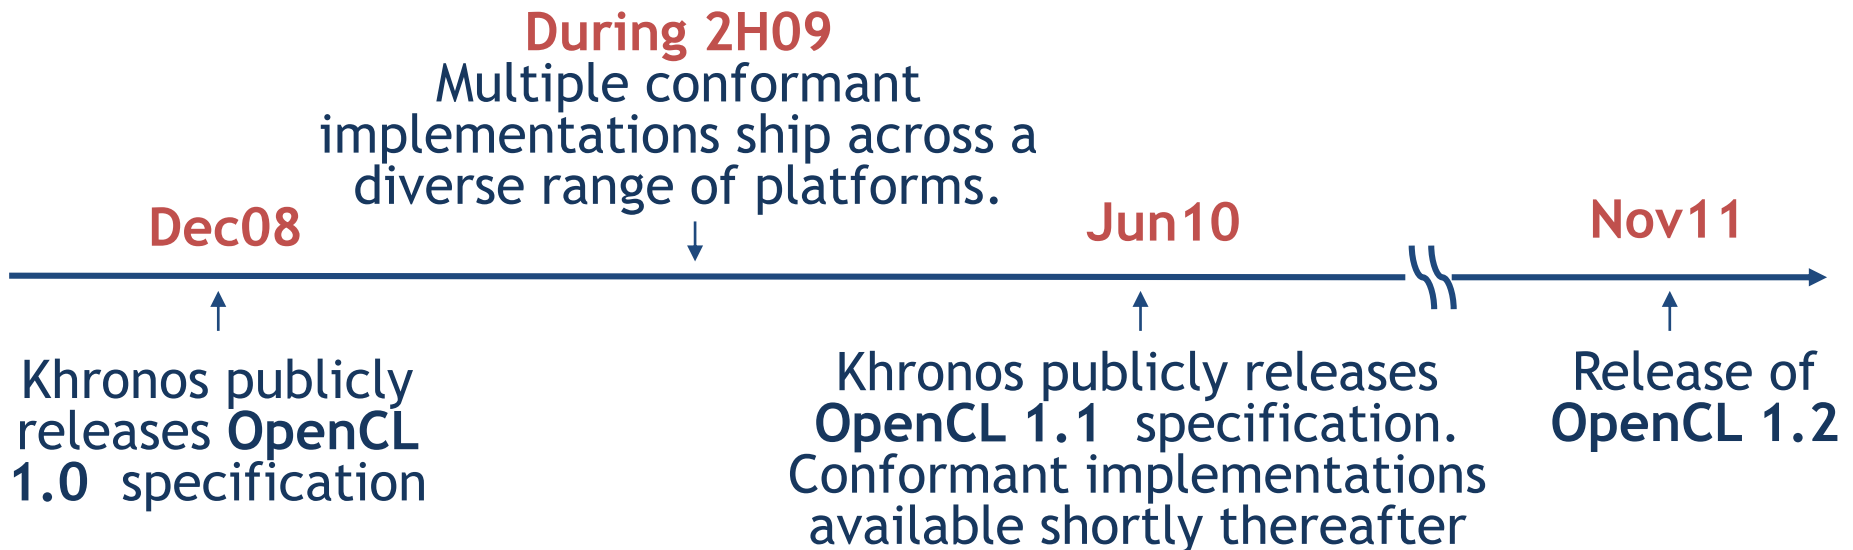 During 2H09
Multiple conformant
implementations ship across a
diverse range of platforms.
Dec08
Jun10
Nov11
Khronos publicly
releases OpenCL
1.0 specification
Khronos publicly releases
OpenCL 1.1 specification.
Conformant implementations
available shortly thereafter
Release of
OpenCL 1.2